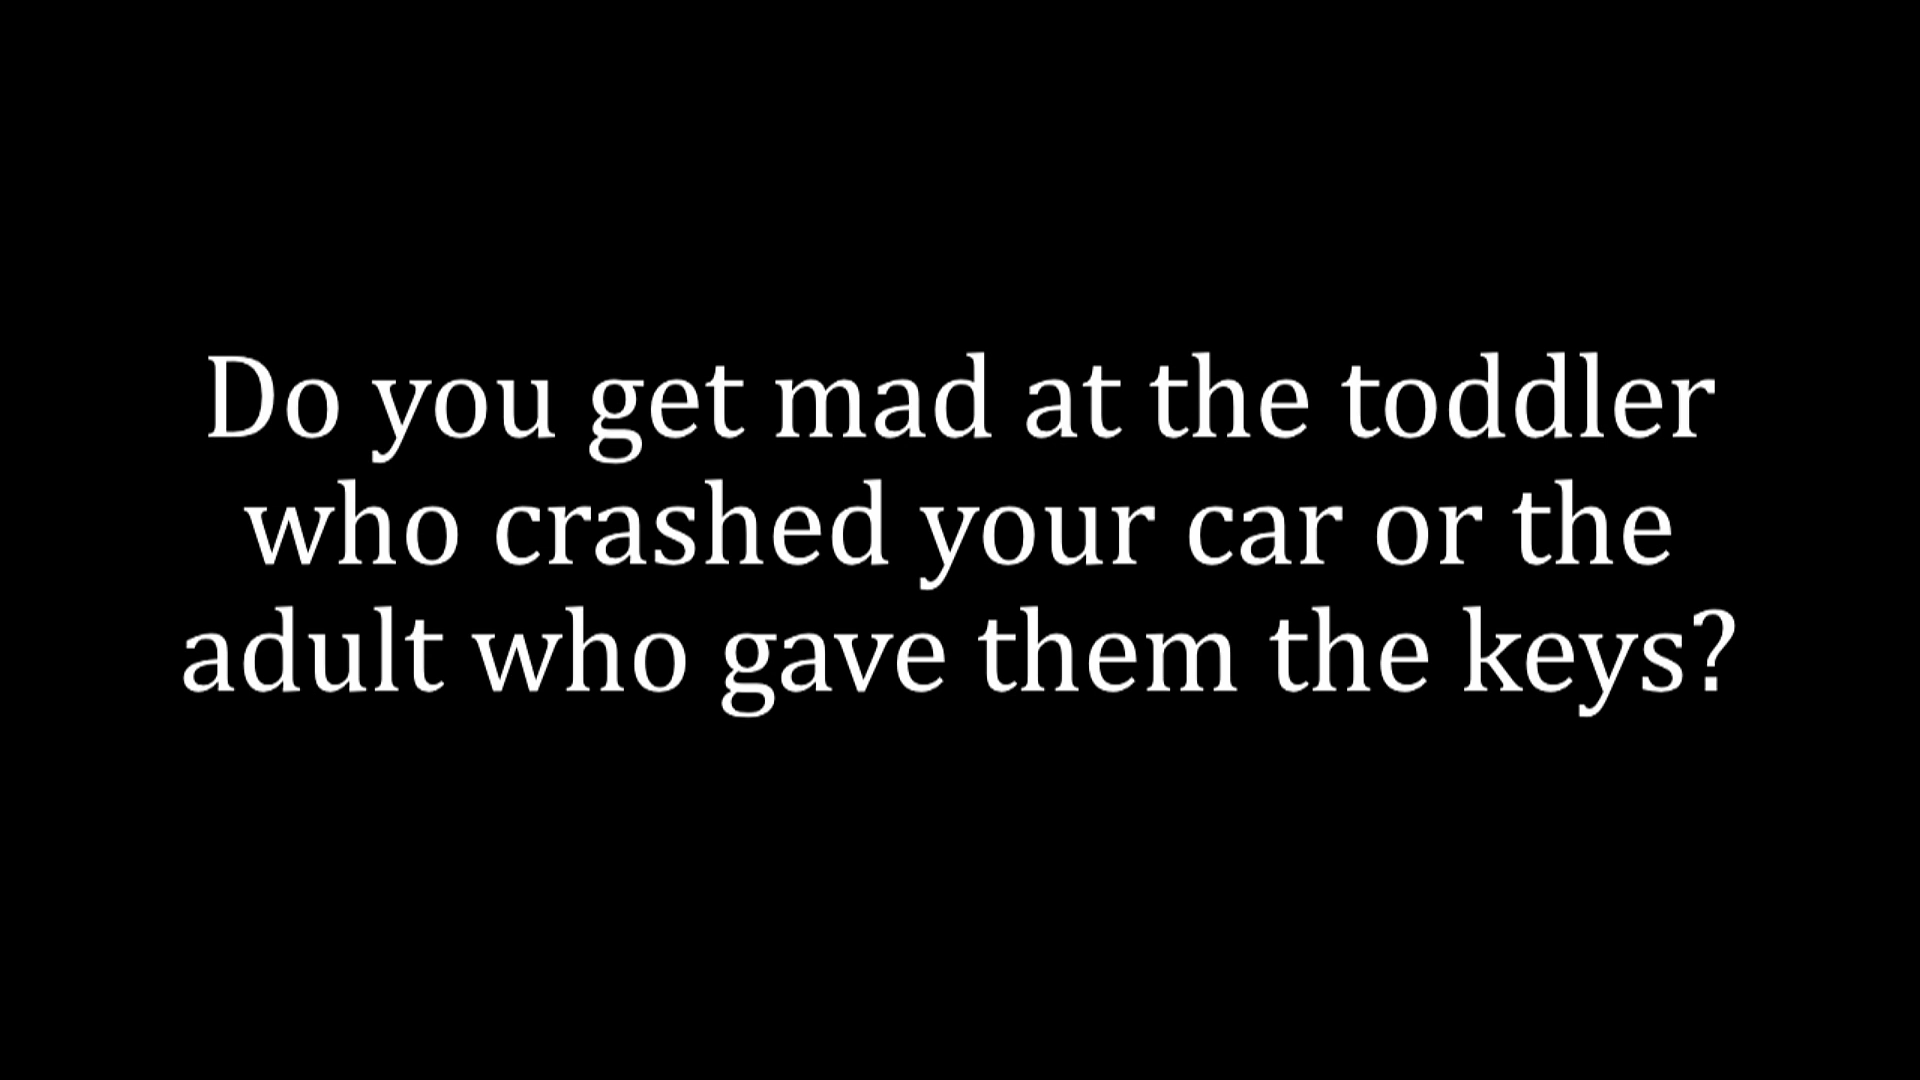 Do you get mad at the toddler
who crashed your car or the
adult who gave them the keys?